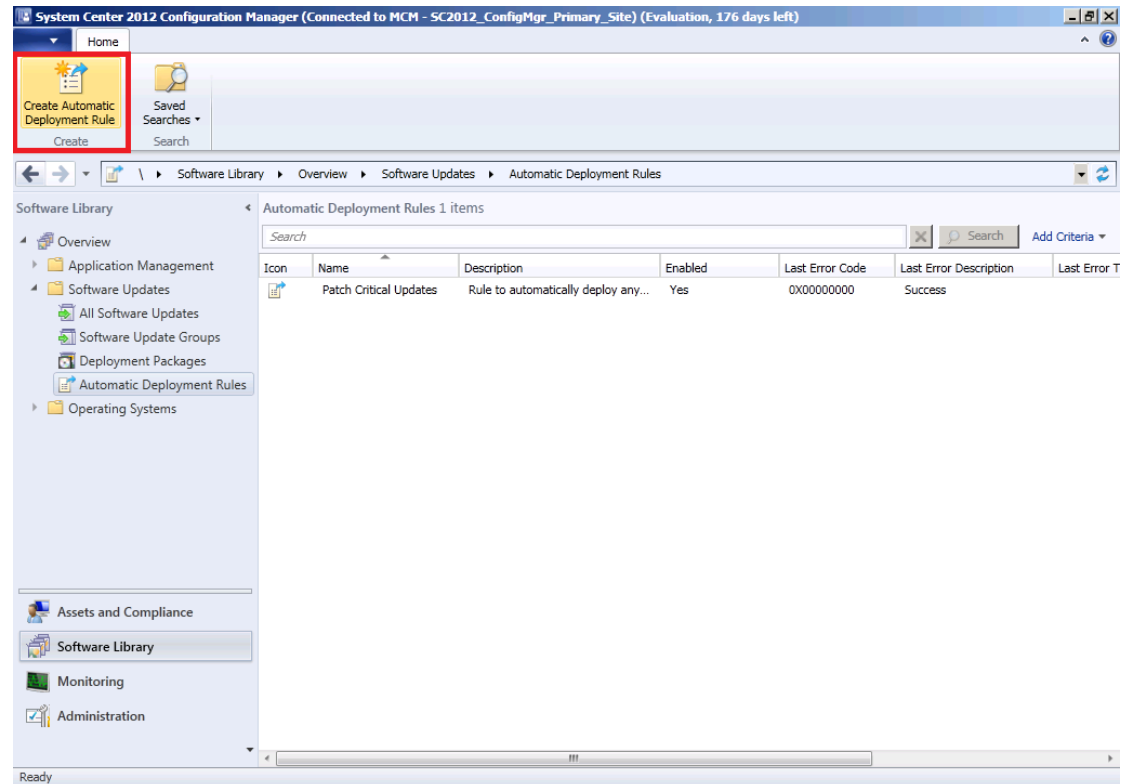 System Center 2012 Configuration Manager (Connected to MCM - SC2012_ConfigMgr_Primary_Site) (Evaluation, 176 days left)
Home
Create Automatic
Deployment Rule
Saved
Searches
Create
Search
\ Software Library Overview Software Updates Automatic Deployment Rules
Software Library
Automatic Deployment Rules 1 items
Search
Search
Add Criteria
Overview
Application Management
Software Updates
All Software Updates
Software Update Groups
Deployment Packages
Automatic Deployment Rules
Operating Systems
Icon Name Description Enabled Last Error Code Last Error Description Last Error T
Patch Critical Updates Rule to automatically deploy any... Yes 0X00000000 Success
Assets and Compliance
Software Library
Monitoring
Administration
Ready